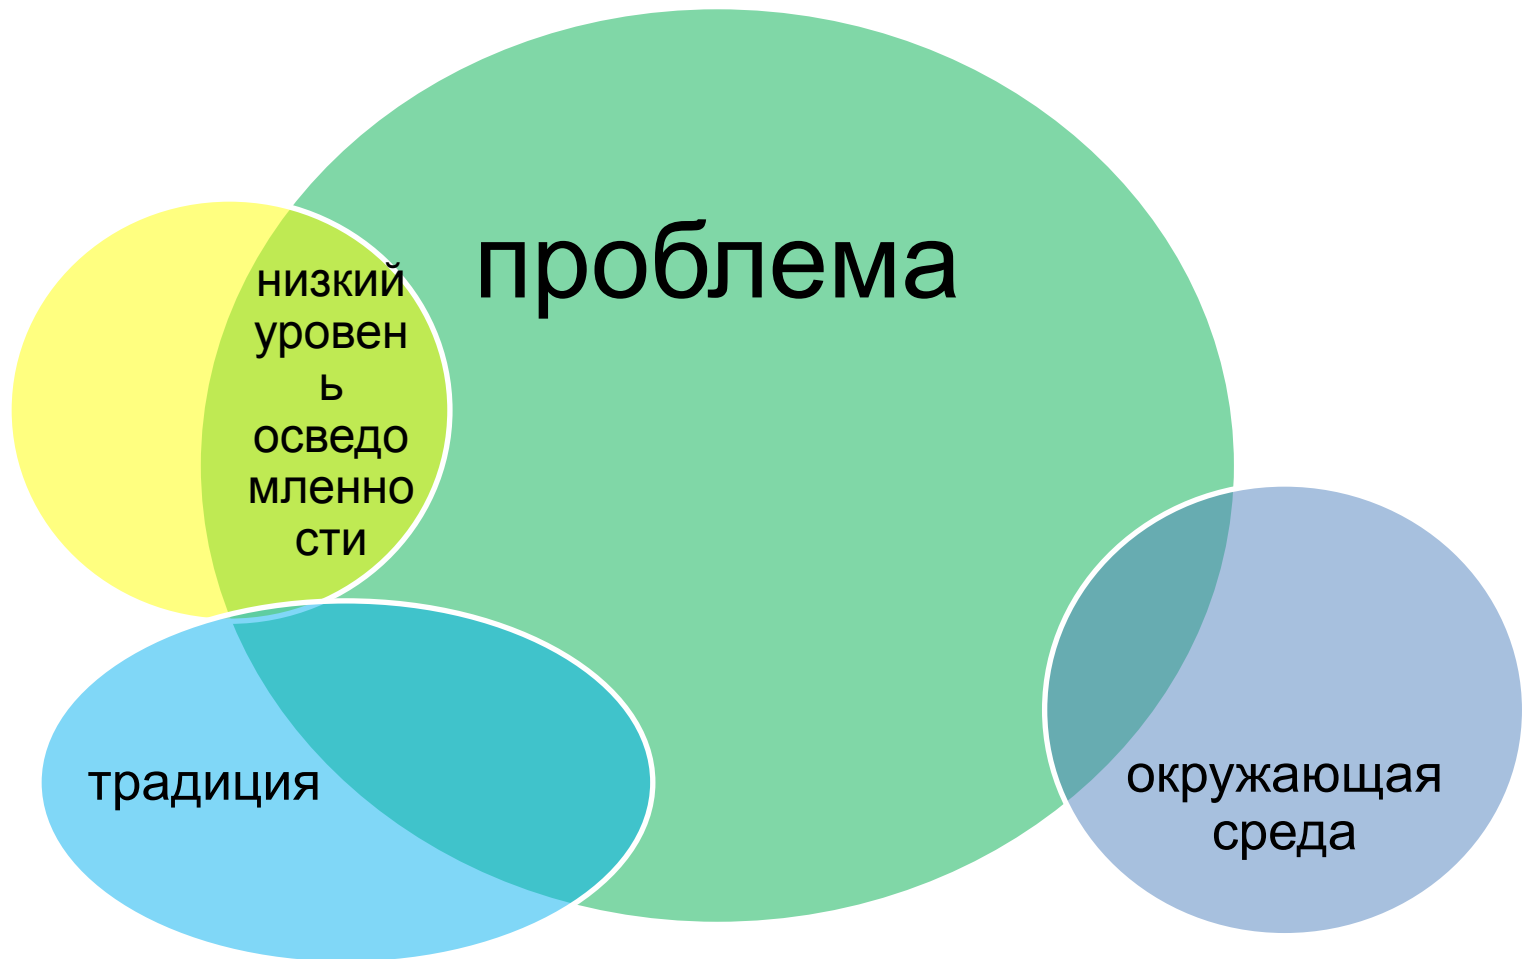 проблема
низкий
уровен
ь
осведо
мленно
сти
традиция
окружающая
среда